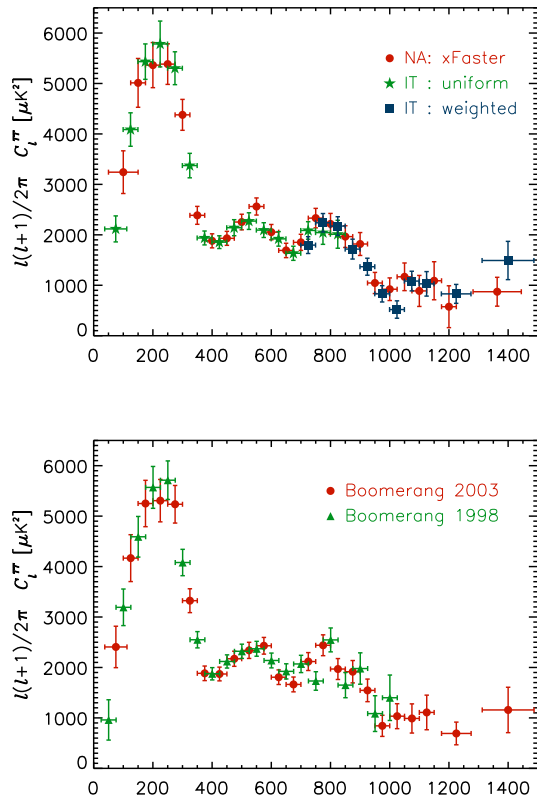 6000
5000
4000
3000
2000
1000
0
l(l+1)/2π C_l^TT [μK²]
NA: xFaster
IT : uniform
IT : weighted
0 200 400 600 800 1000 1200 1400
6000
5000
4000
3000
2000
1000
0
l(l+1)/2π C_l^TT [μK²]
Boomerang 2003
Boomerang 1998
0 200 400 600 800 1000 1200 1400